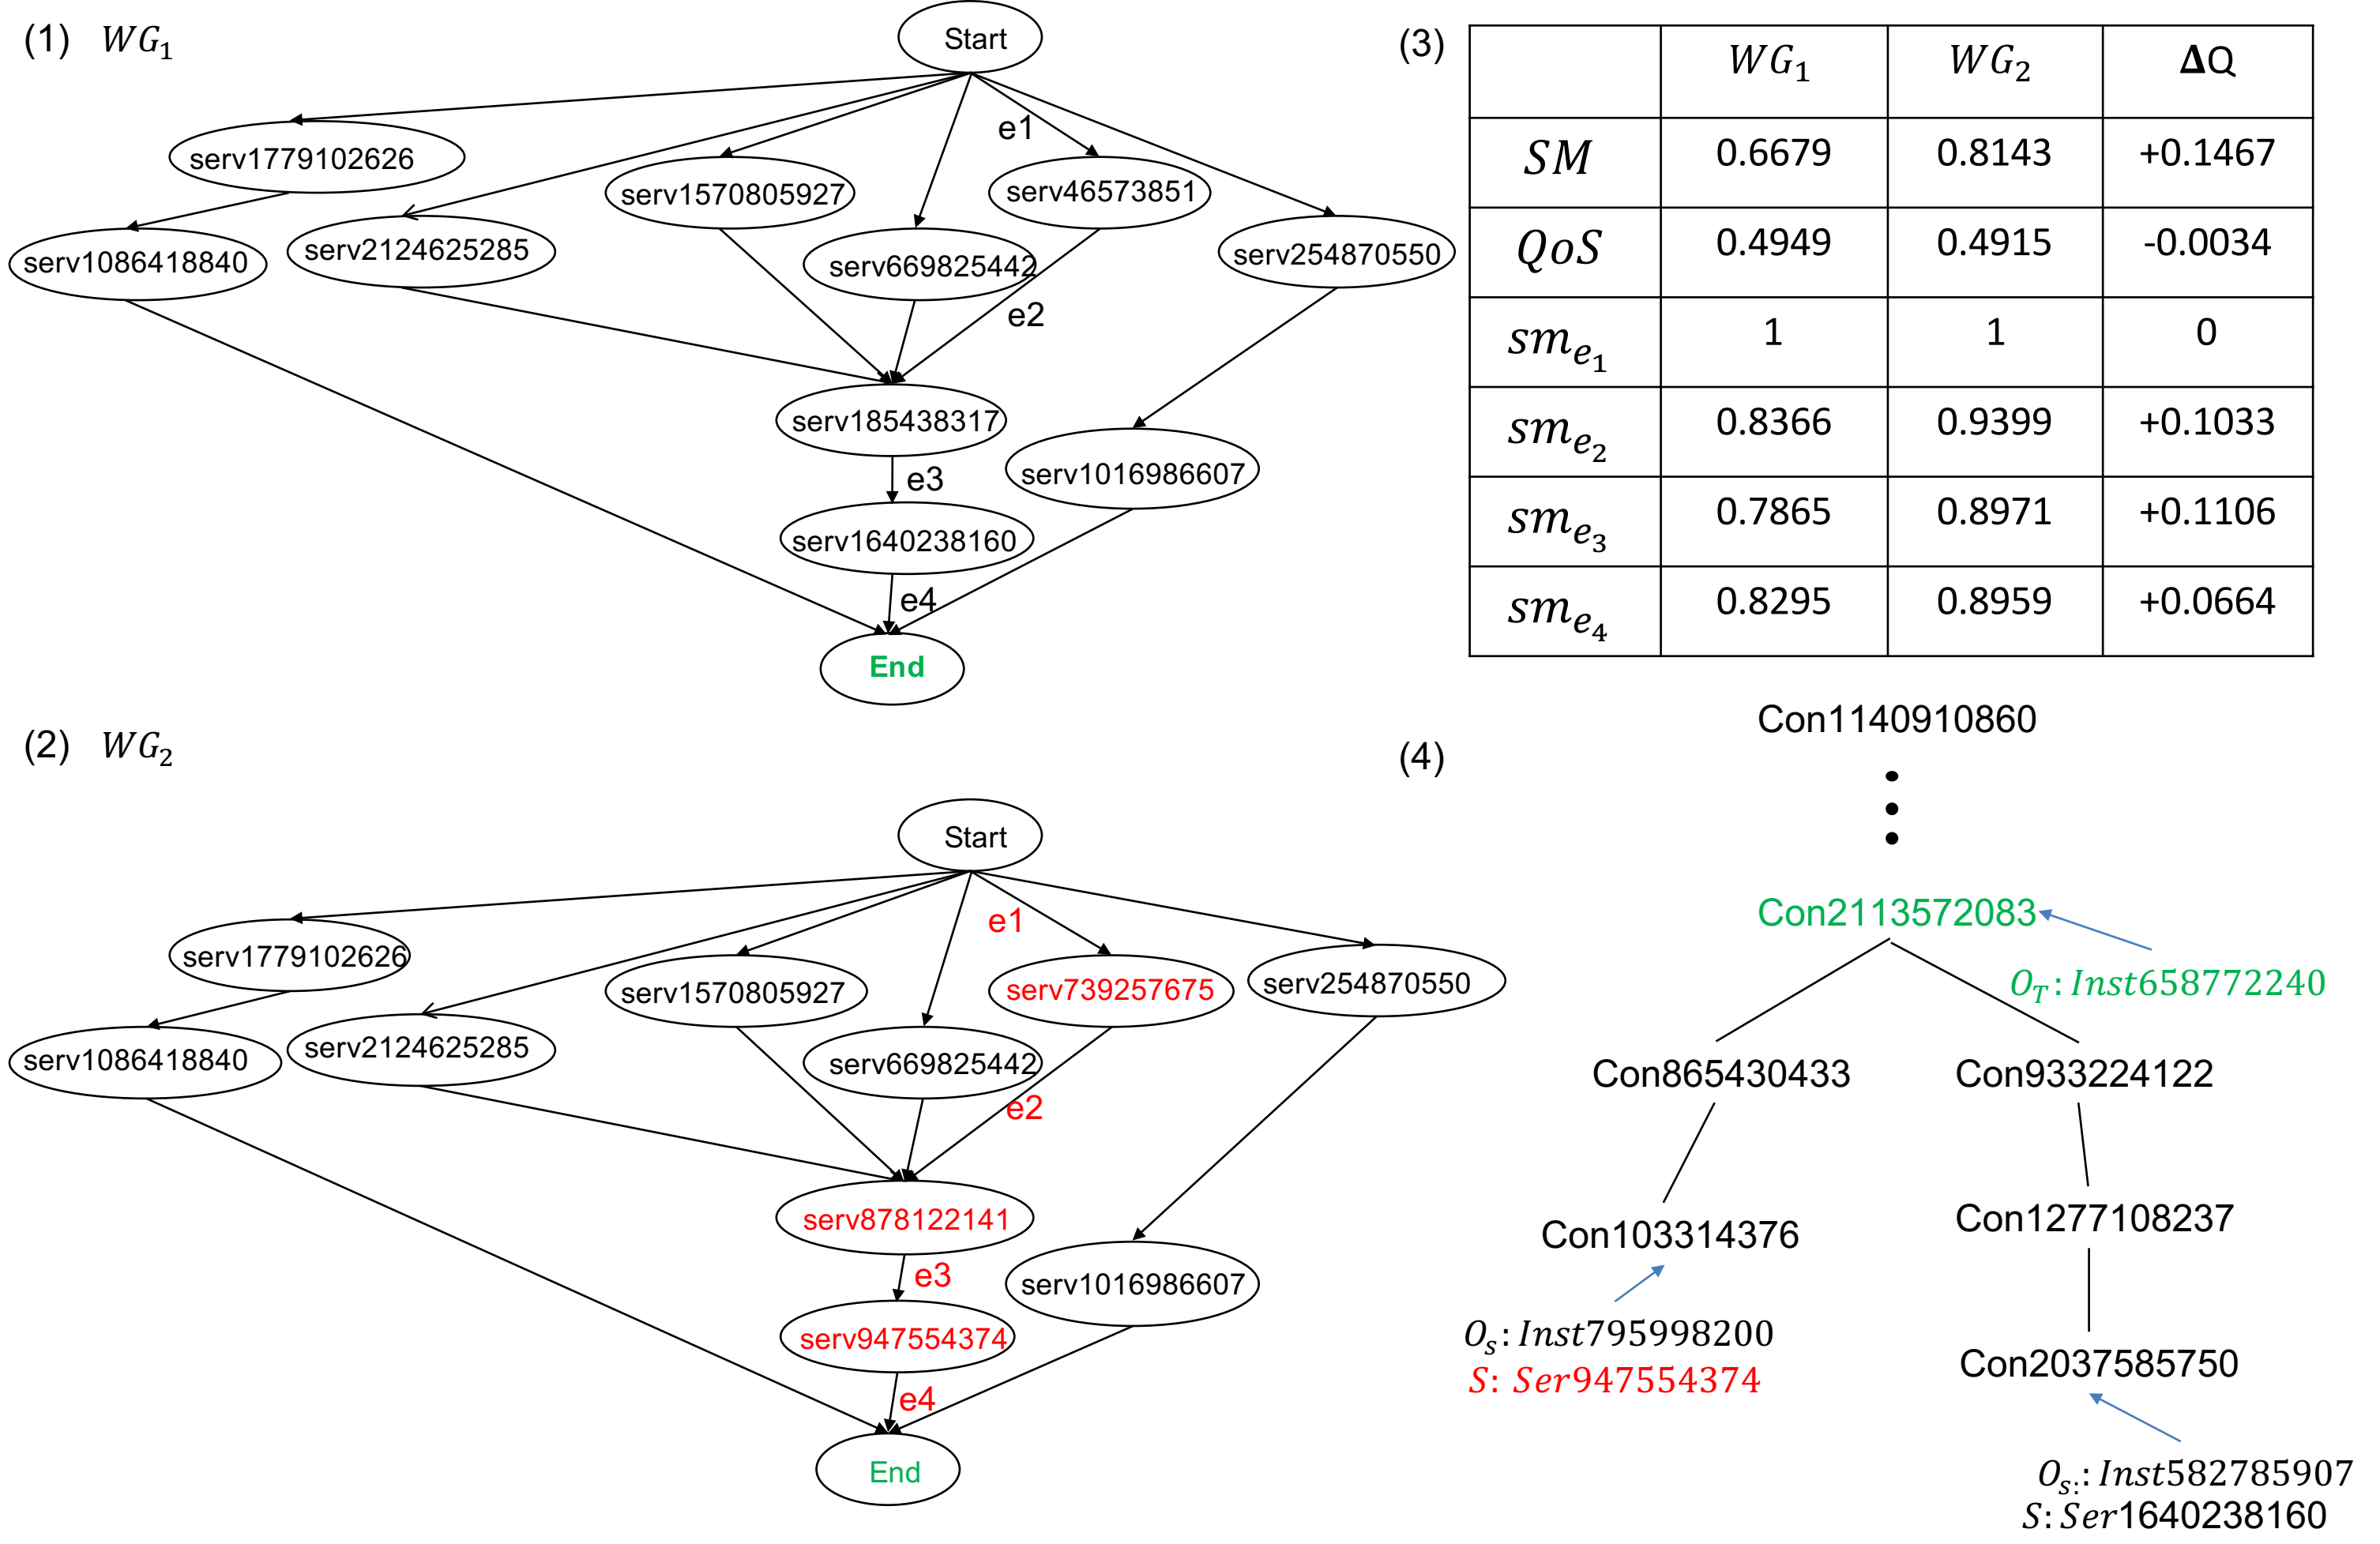 (1) WG₁
Start
e1
serv1779102626
serv1570805927
serv46573851
serv1086418840
serv2124625285
serv669825442
serv254870550
e2
serv185438317
serv1016986607
e3
serv1640238160
e4
End
(2) WG₂
Start
e1
serv1779102626
serv1570805927
serv739257675
serv254870550
serv1086418840
serv2124625285
serv669825442
e2
serv878122141
e3
serv1016986607
serv947554374
e4
End
(3)
WG₁ WG₂ ΔQ
SM 0.6679 0.8143 +0.1467
QoS 0.4949 0.4915 -0.0034
smₑ₁ 1 1 0
smₑ₂ 0.8366 0.9399 +0.1033
smₑ₃ 0.7865 0.8971 +0.1106
smₑ₄ 0.8295 0.8959 +0.0664
(4)
Con1140910860
Con2113572083
O_T: Inst658772240
Con865430433 Con933224122
Con103314376 Con1277108237
Oₛ: Inst795998200
S: Ser947554374
Con2037585750
Oₛ:: Inst582785907
S: Ser1640238160